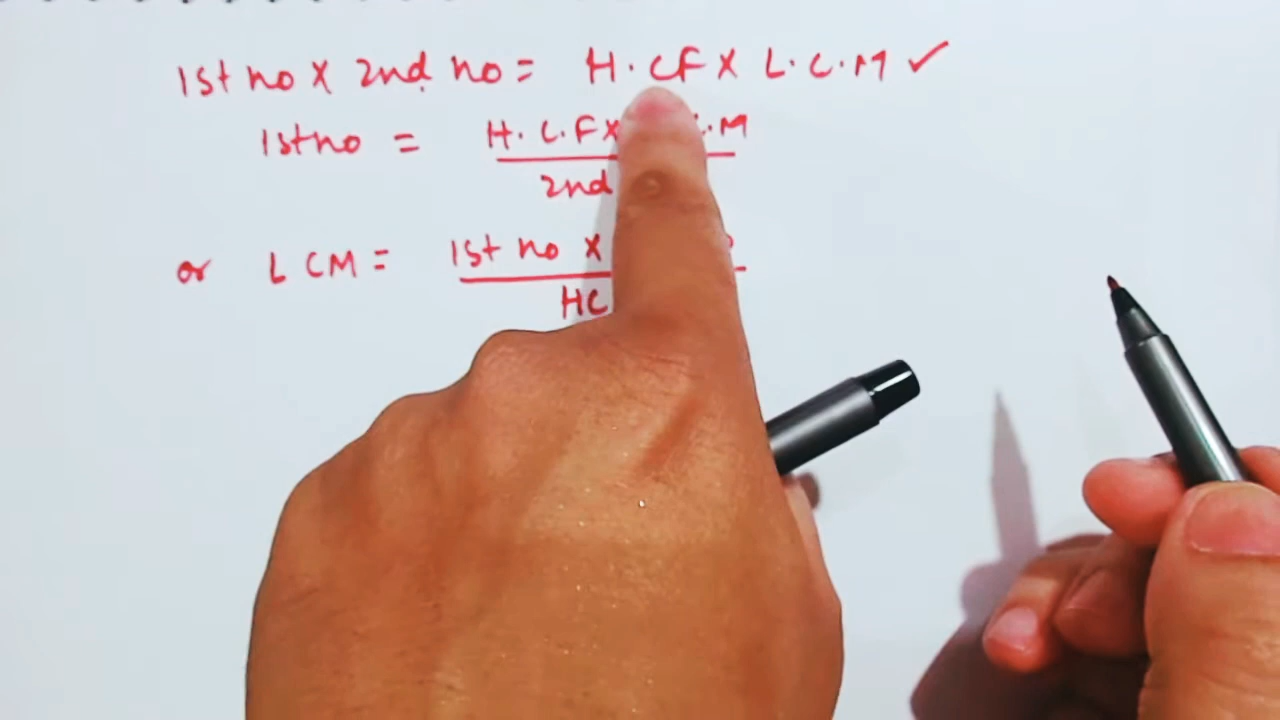 1st no X 2nd no = H.CF X L.C.M ✓
1st no = H.C.F X .M
2nd
or LCM = 1st no X
HC